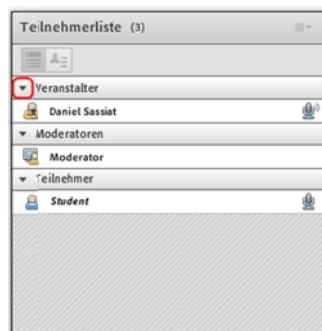 Teilnehmerliste (3)
Veranstalter
Daniel Sassiat
Moderatoren
Moderator
Teilnehmer
Student